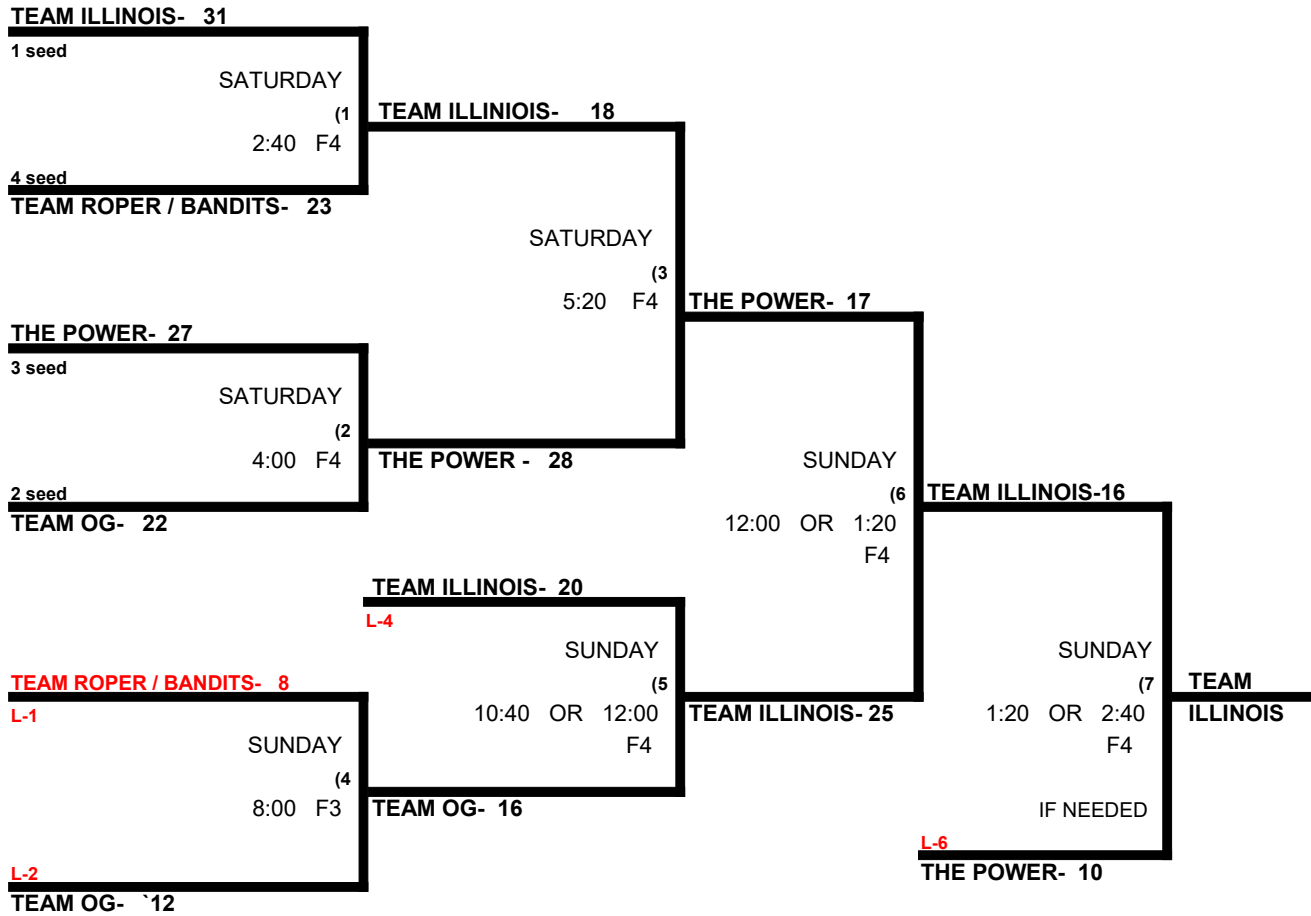 TEAM ILLINOIS- 31
1 seed
SATURDAY
(1
2:40 F4
4 seed
TEAM ROPER / BANDITS- 23
TEAM ILLINIOIS- 18
SATURDAY
(3
5:20 F4
THE POWER- 27
3 seed
SATURDAY
(2
4:00 F4
2 seed
TEAM OG- 22
THE POWER - 28
THE POWER- 17
SUNDAY
(6
12:00 OR 1:20
F4
TEAM ILLINOIS-16
TEAM ILLINOIS- 20
L-4
SUNDAY
(5
10:40 OR 12:00
F4
TEAM ILLINOIS- 25
TEAM ROPER / BANDITS- 8
L-1
SUNDAY
(4
8:00 F3
L-2
TEAM OG- `12
TEAM OG- 16
SUNDAY
(7
1:20 OR 2:40
F4
IF NEEDED
L-6
THE POWER- 10
TEAM
ILLINOIS